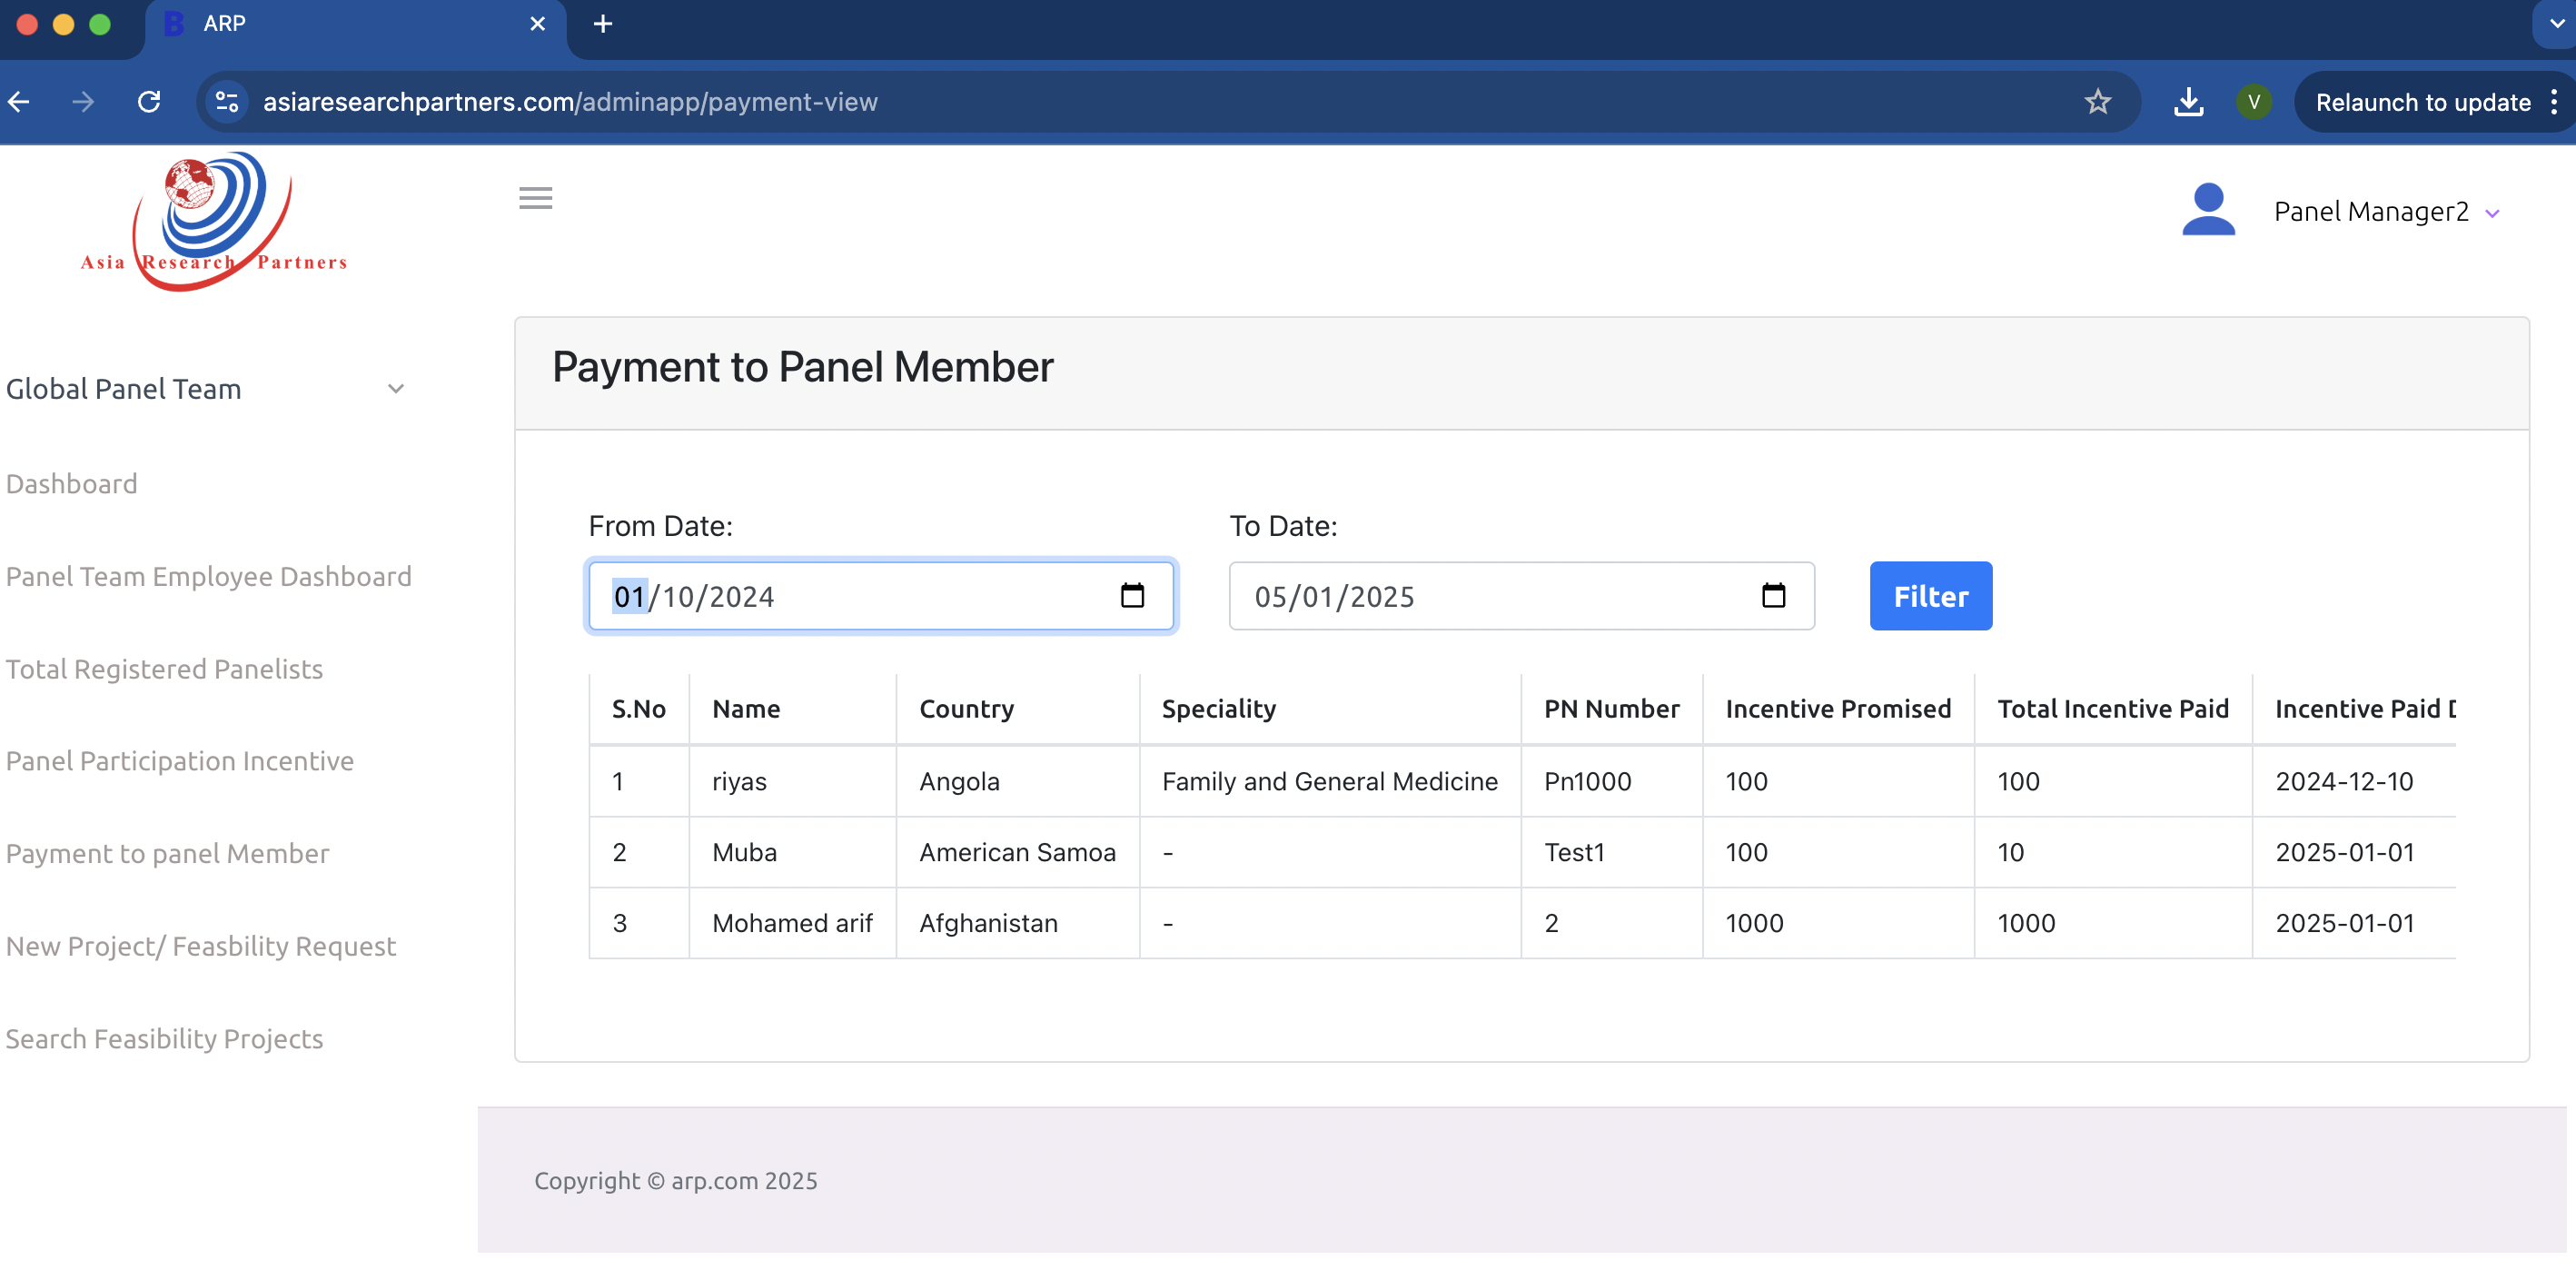 ARP
asiaresearchpartners.com/adminapp/payment-view
V
Relaunch to update
Asia Research Partners
Panel Manager2
Global Panel Team
Dashboard
Panel Team Employee Dashboard
Total Registered Panelists
Panel Participation Incentive
Payment to panel Member
New Project/ Feasbility Request
Search Feasibility Projects
Payment to Panel Member
From Date:
To Date:
01/10/2024
05/01/2025
Filter
S.No Name Country Speciality PN Number Incentive Promised Total Incentive Paid Incentive Paid
1 riyas Angola Family and General Medicine Pn1000 100 100 2024-12-10
2 Muba American Samoa - Test1 100 10 2025-01-01
3 Mohamed arif Afghanistan - 2 1000 1000 2025-01-01
Copyright © arp.com 2025